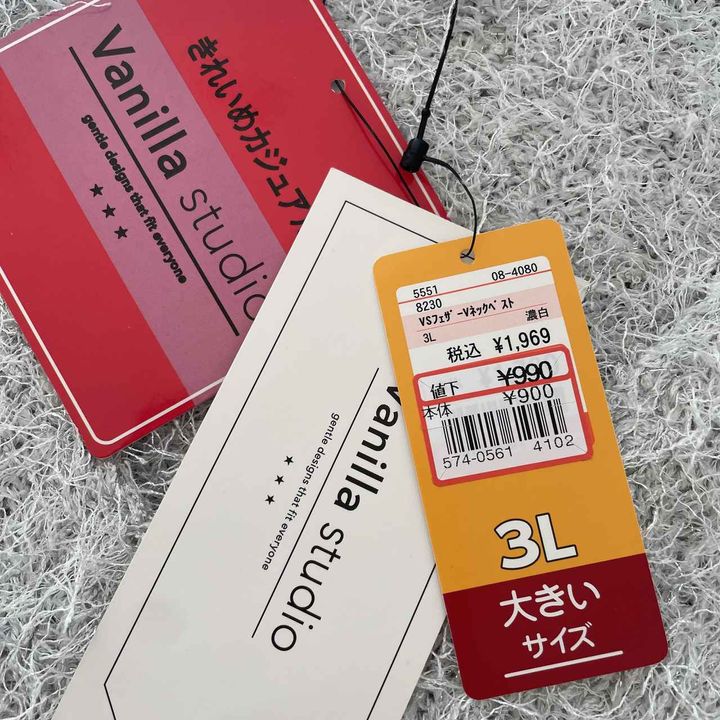 きれいめカジュア
Vanilla studio
gentle designs that fit everyone
★★★
Vanilla studio
gentle designs that fit everyone
★★★
5551 08-4080
8230
VSフェザーVネックベスト
3L 濃白
税込 ¥1,969
値下 ¥990
本体 ¥900
574-0561 4102
3L
大きい
サイズ